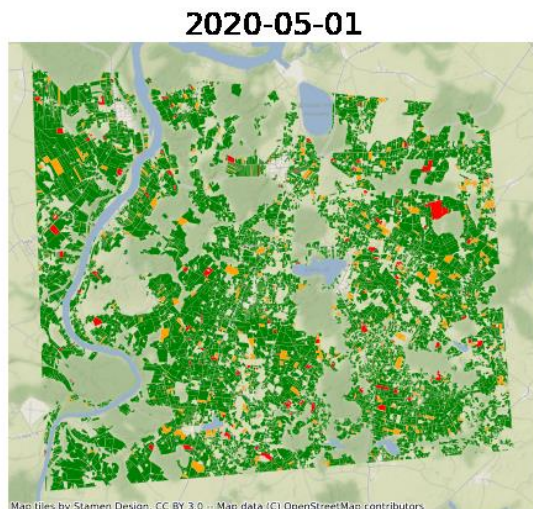 2020-05-01
Map tiles by Stamen Design, CC BY 3.0 -- Map data (C) OpenStreetMap contributors